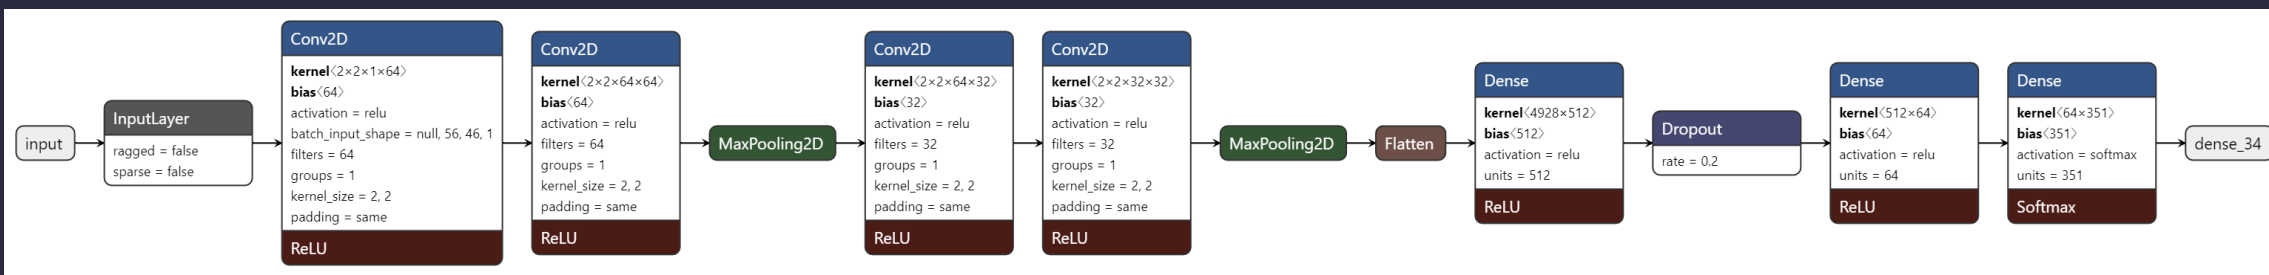 input
InputLayer
ragged = false
sparse = false
Conv2D
kernel〈2×2×1×64〉
bias〈64〉
activation = relu
batch_input_shape = null, 56, 46, 1
filters = 64
groups = 1
kernel_size = 2, 2
padding = same
ReLU
Conv2D
kernel〈2×2×64×64〉
bias〈64〉
activation = relu
filters = 64
groups = 1
kernel_size = 2, 2
padding = same
ReLU
MaxPooling2D
Conv2D
kernel〈2×2×64×32〉
bias〈32〉
activation = relu
filters = 32
groups = 1
kernel_size = 2, 2
padding = same
ReLU
Conv2D
kernel〈2×2×32×32〉
bias〈32〉
activation = relu
filters = 32
groups = 1
kernel_size = 2, 2
padding = same
ReLU
MaxPooling2D
Flatten
Dense
kernel〈4928×512〉
bias〈512〉
activation = relu
units = 512
ReLU
Dropout
rate = 0.2
Dense
kernel〈512×64〉
bias〈64〉
activation = relu
units = 64
ReLU
Dense
kernel〈64×351〉
bias〈351〉
activation = softmax
units = 351
Softmax
dense_34